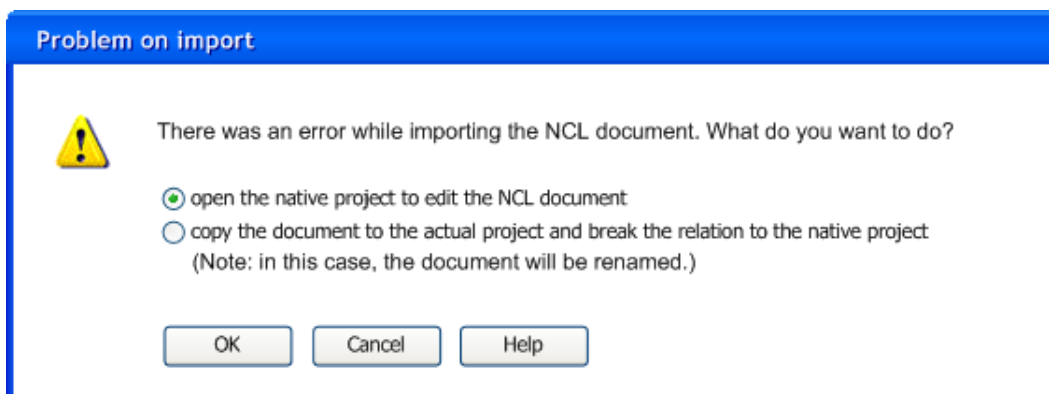 Problem on import
There was an error while importing the NCL document. What do you want to do?
open the native project to edit the NCL document
copy the document to the actual project and break the relation to the native project
(Note: in this case, the document will be renamed.)
OK Cancel Help